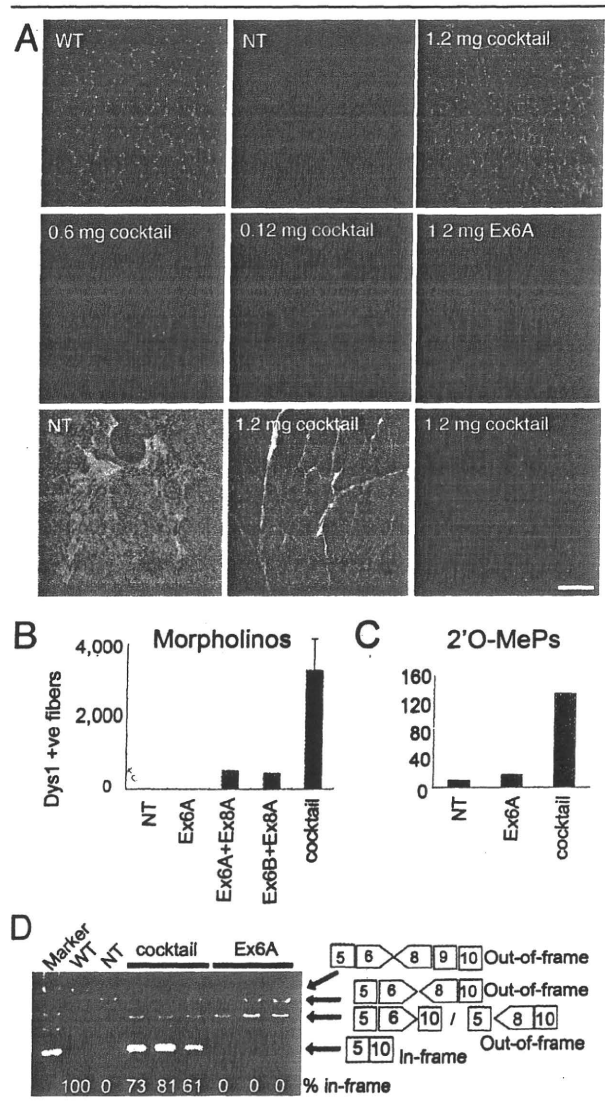 A
WT
NT
1.2 mg cocktail
0.6 mg cocktail
0.12 mg cocktail
1.2 mg Ex6A
NT
1.2 mg cocktail
1.2 mg cocktail
B
Morpholinos
Dys1 +ve fibers
4,000
2,000
0
NT
Ex6A
Ex6A+Ex8A
Ex6B+Ex8A
cocktail
C
2'O-MePs
160
120
80
40
0
NT
Ex6A
cocktail
D
Marker
WT
NT
cocktail
Ex6A
5 6 8 9 10 Out-of-frame
5 6 8 10 Out-of-frame
5 6 10 / 5 8 10
Out-of-frame
5 10 In-frame
100 0 73 81 61 0 0 0 % in-frame